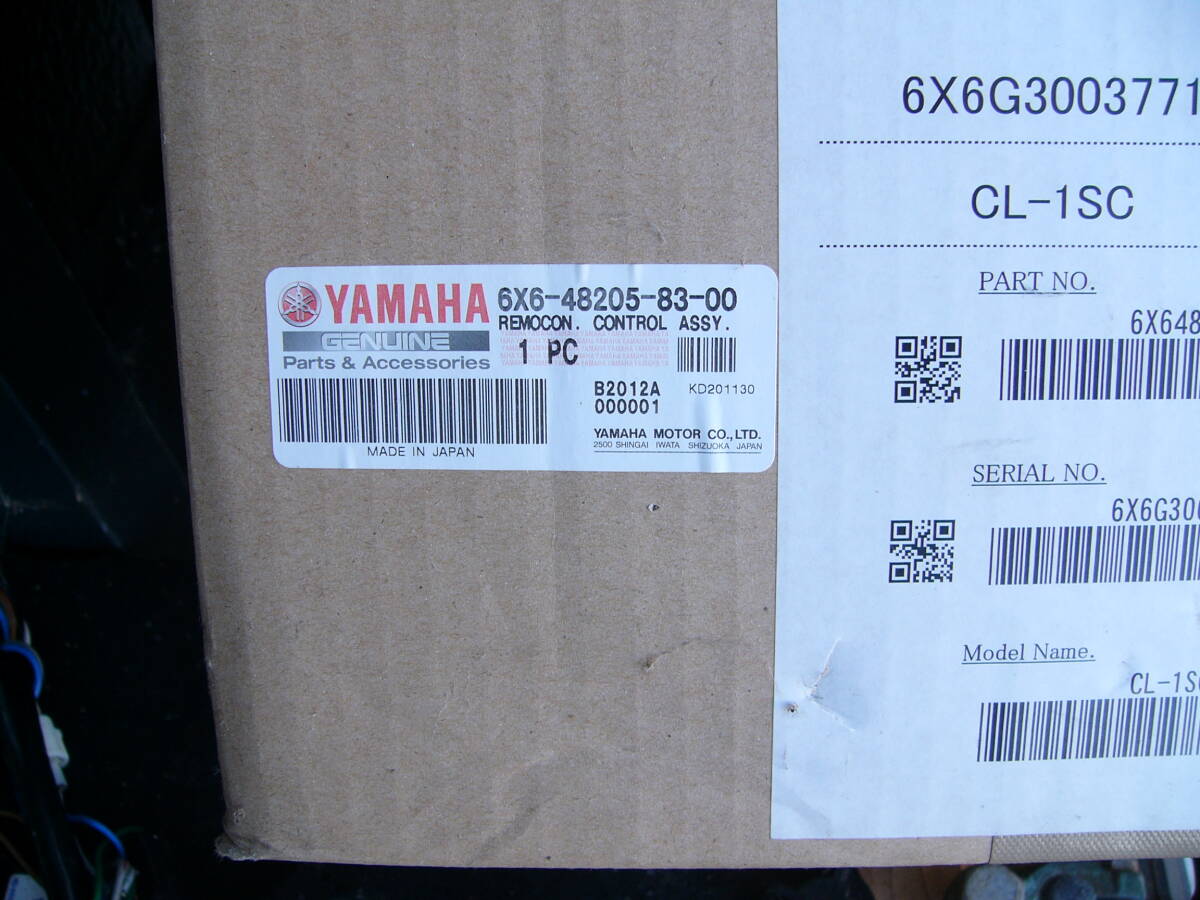 YAMAHA
GENUINE
Parts & Accessories
6X6-48205-83-00
REMOCON. CONTROL ASSY.
1 PC
B2012A
000001
KD201130
MADE IN JAPAN
YAMAHA MOTOR CO.,LTD.
2500 SHINGAI IWATA SHIZUOKA JAPAN
6X6G3003771
CL-1SC
PART NO.
6X648
SERIAL NO.
6X6G300
Model Name.
CL-1SC